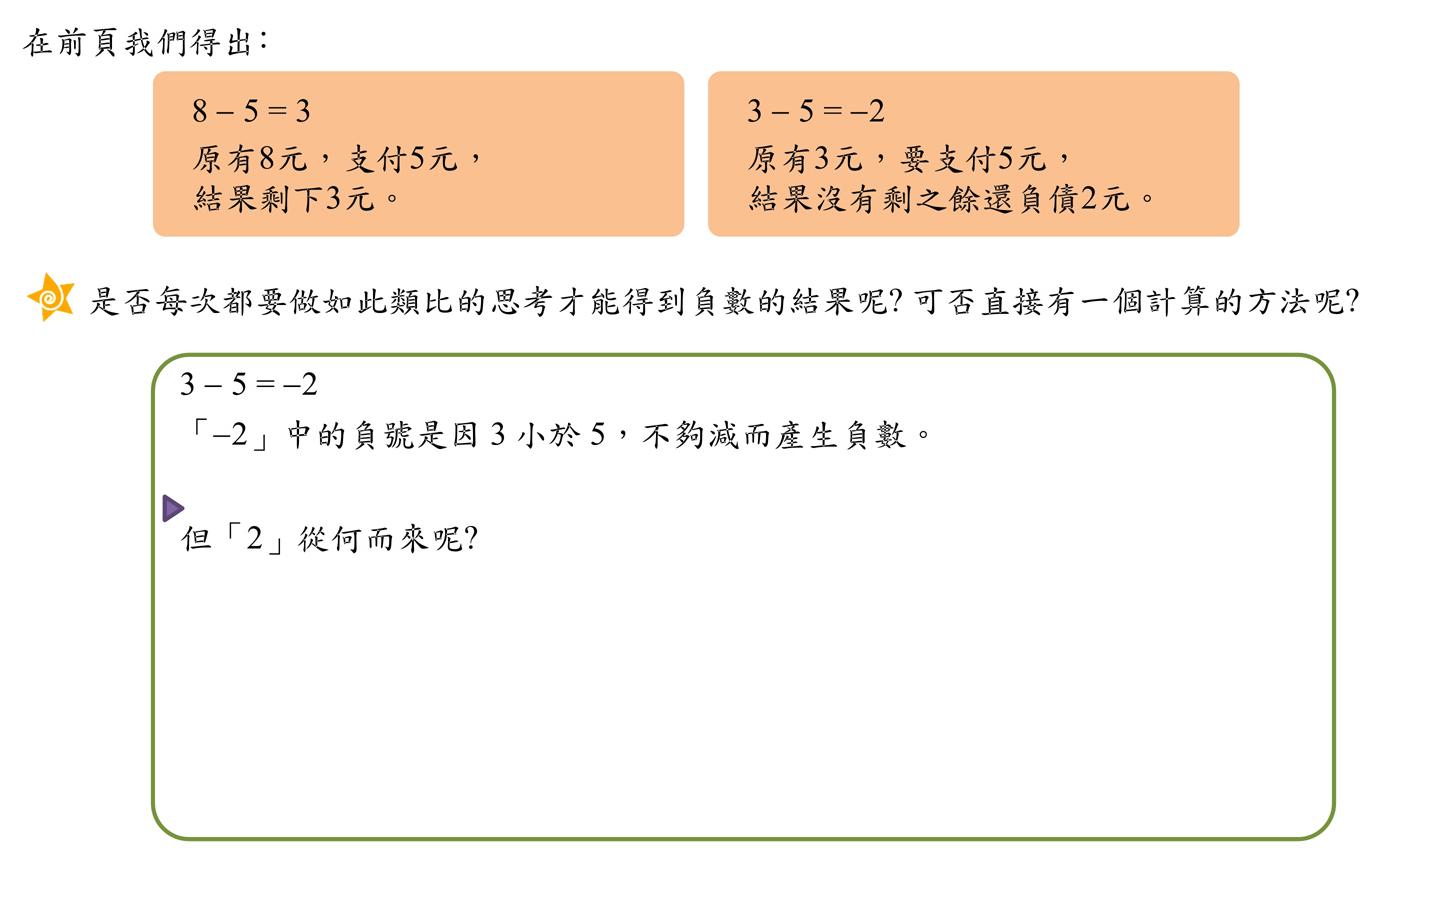 在前頁我們得出：
8 – 5 = 3
原有8元，支付5元，
結果剩下3元。
3 – 5 = –2
原有3元，要支付5元，
結果沒有剩之餘還負債2元。
是否每次都要做如此類比的思考才能得到負數的結果呢? 可否直接有一個計算的方法呢?
3 – 5 = –2
「–2」中的負號是因 3 小於 5，不夠減而產生負數。
但「2」從何而來呢?